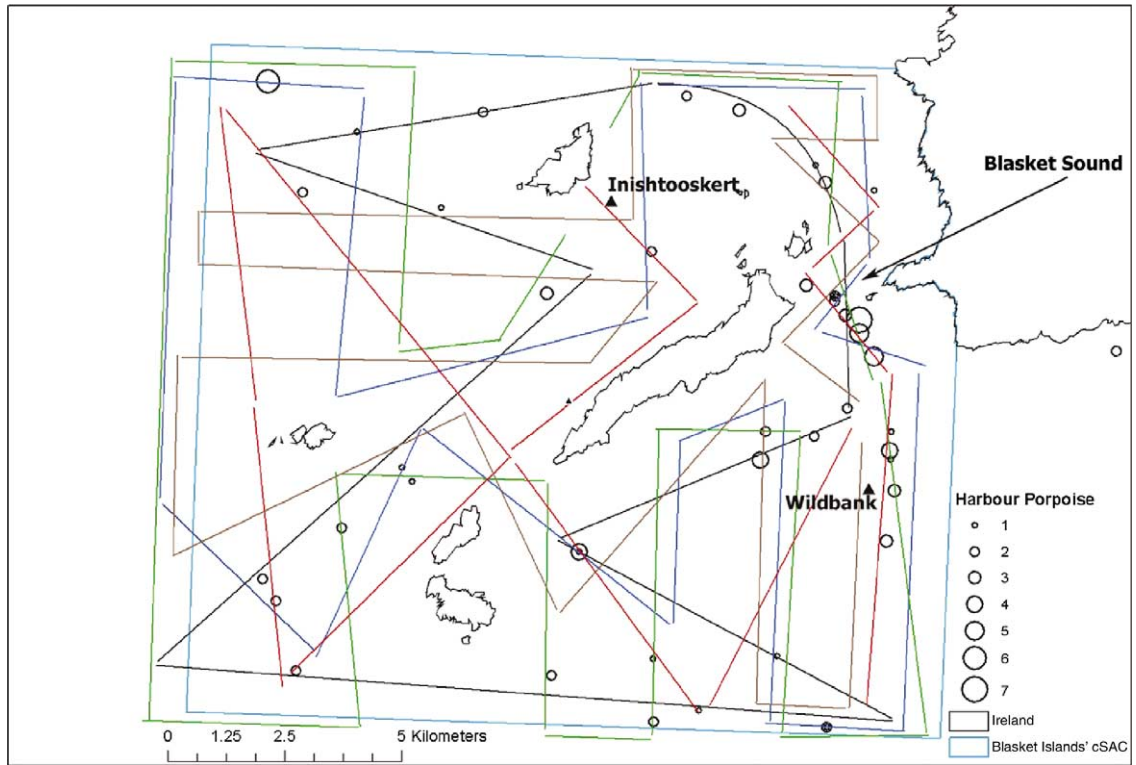 Blasket Sound
Inishtooskert
Wildbank
Harbour Porpoise
1
2
3
4
5
6
7
Ireland
Blasket Islands' cSAC
0 1.25 2.5 5 Kilometers